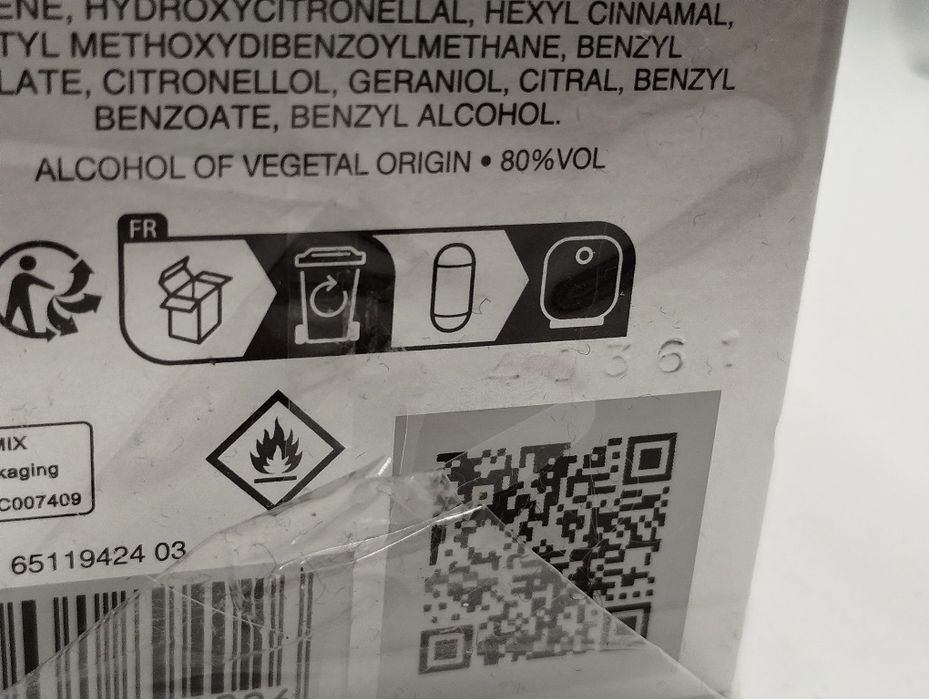 ENE, HYDROXYCITRONELLAL, HEXYL CINNAMAL,
TYL METHOXYDIBENZOYLMETHANE, BENZYL
LATE, CITRONELLOL, GERANIOL, CITRAL, BENZYL
BENZOATE, BENZYL ALCOHOL.
ALCOHOL OF VEGETAL ORIGIN • 80%VOL
FR
MIX
kaging
C007409
65119424 03